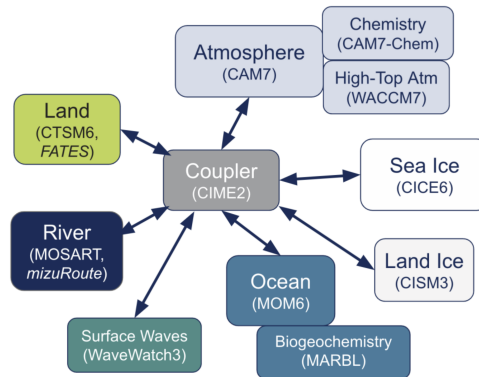 Chemistry
(CAM7-Chem)
Atmosphere
(CAM7)
High-Top Atm
(WACCM7)
Land
(CTSM6,
FATES)
Coupler
(CIME2)
Sea Ice
(CICE6)
River
(MOSART,
mizuRoute)
Land Ice
(CISM3)
Ocean
(MOM6)
Surface Waves
(WaveWatch3)
Biogeochemistry
(MARBL)